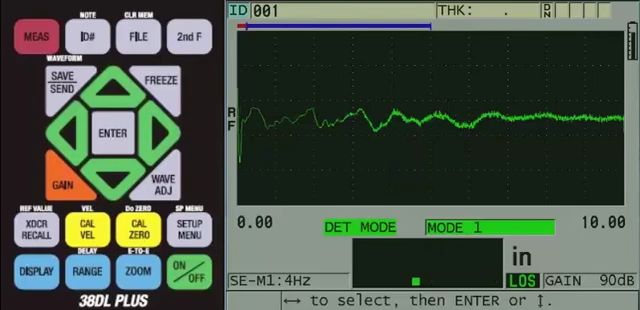 NOTE
CLR MEM
MEAS
ID#
FILE
2nd F
WAVEFORM
SAVE
SEND
FREEZE
ENTER
GAIN
WAVE
ADJ
REF VALUE
VEL
Do ZERO
SP MENU
XDCR
RECALL
CAL
VEL
CAL
ZERO
SETUP
MENU
DELAY
E-TO-E
DISPLAY
RANGE
ZOOM
ON
/OFF
38DL PLUS
ID 001
THK: .
DN
RF
0.00
DET MODE
MODE 1
10.00
in
SE-M1:4Hz
LOS
GAIN 90dB
↔ to select, then ENTER or ↕.